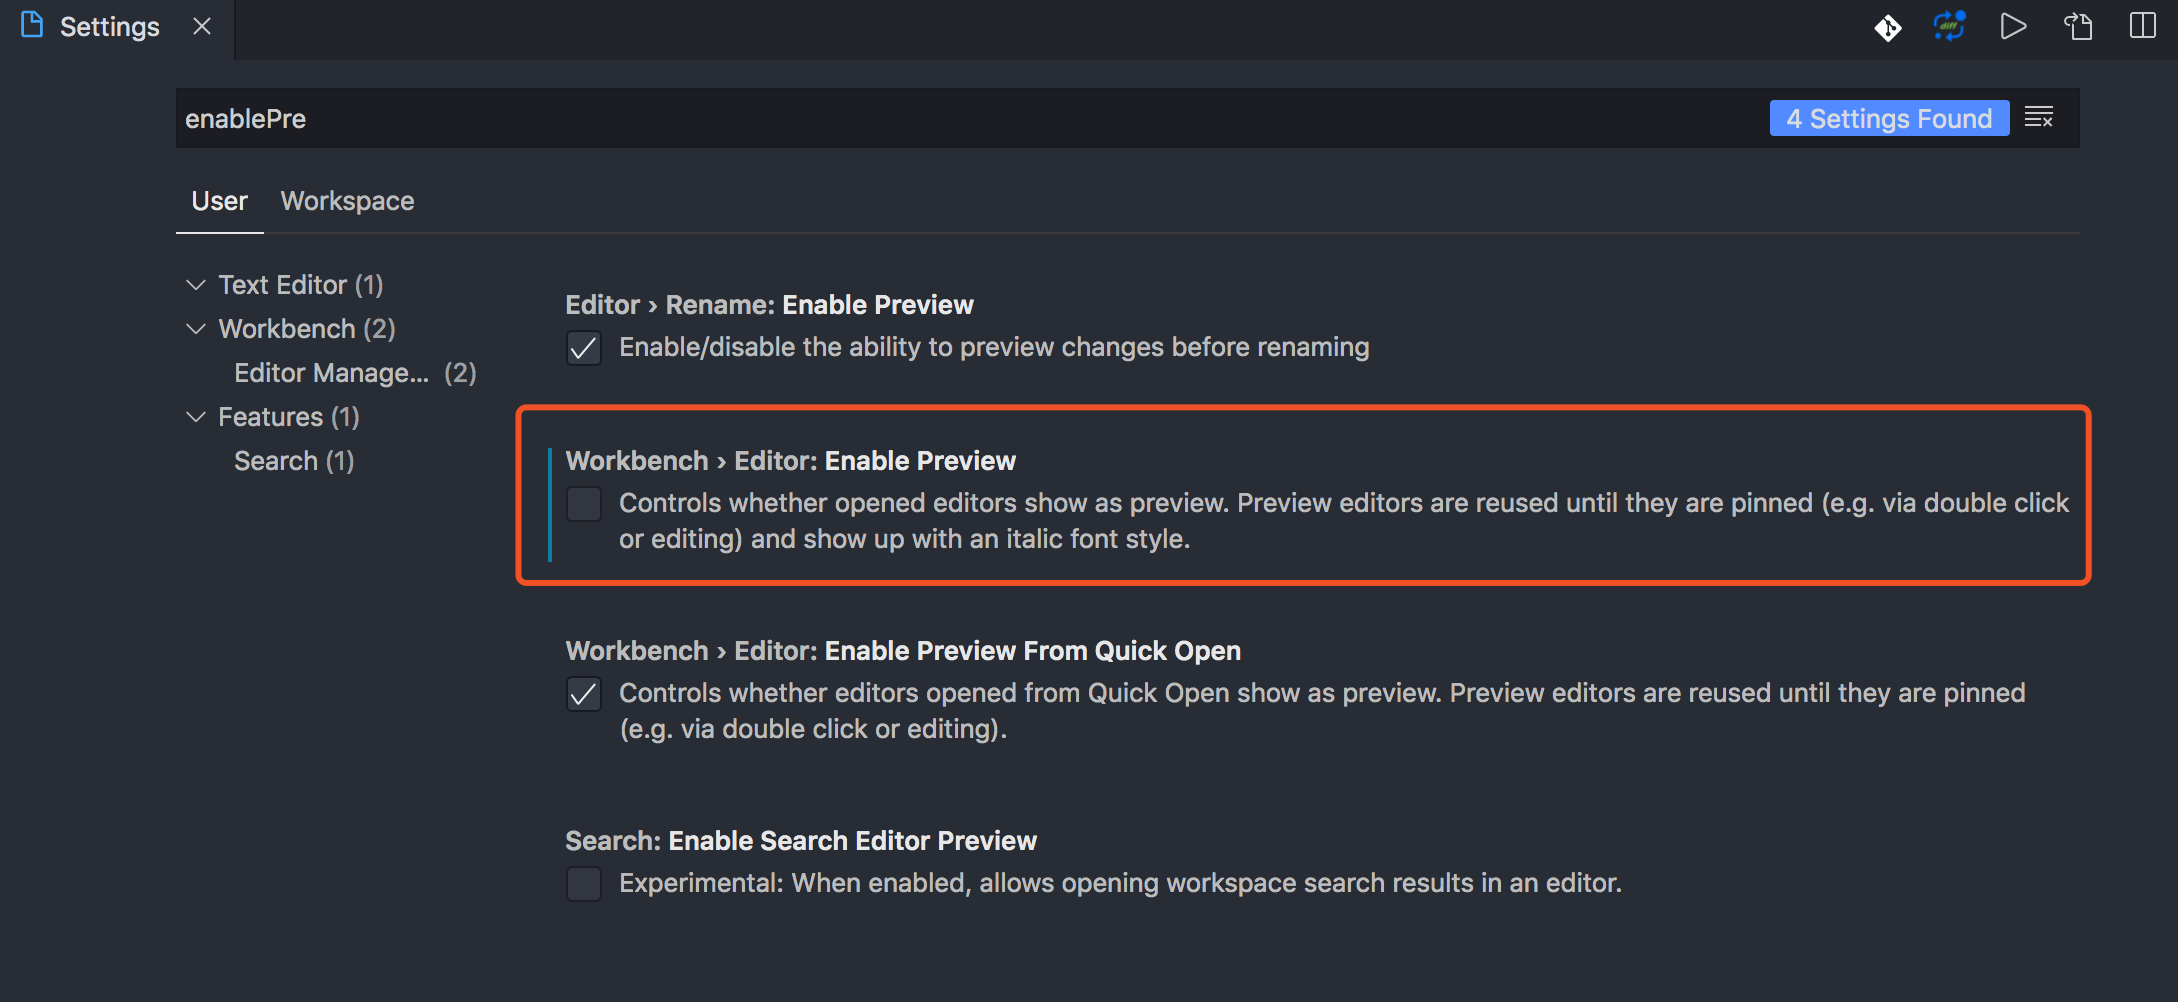 Settings
diff
enablePre
4 Settings Found
User Workspace
Text Editor (1)
Workbench (2)
Editor Manage... (2)
Features (1)
Search (1)
Editor › Rename: Enable Preview
Enable/disable the ability to preview changes before renaming
Workbench › Editor: Enable Preview
Controls whether opened editors show as preview. Preview editors are reused until they are pinned (e.g. via double click
or editing) and show up with an italic font style.
Workbench › Editor: Enable Preview From Quick Open
Controls whether editors opened from Quick Open show as preview. Preview editors are reused until they are pinned
(e.g. via double click or editing).
Search: Enable Search Editor Preview
Experimental: When enabled, allows opening workspace search results in an editor.